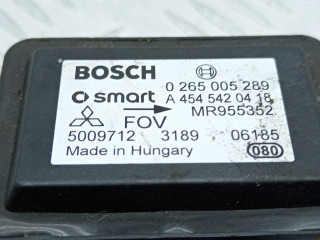 BOSCH
0 265 005 289
smart A 454 542 04 18
MR955352
FOV
5009712 3189 06185
Made in Hungary 080